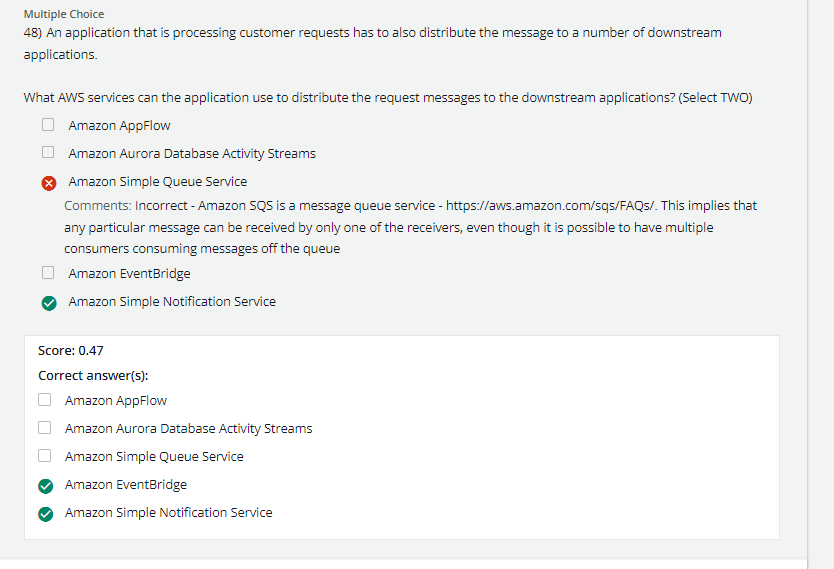 Multiple Choice
48) An application that is processing customer requests has to also distribute the message to a number of downstream
applications.
What AWS services can the application use to distribute the request messages to the downstream applications? (Select TWO)
Amazon AppFlow
Amazon Aurora Database Activity Streams
Amazon Simple Queue Service
Comments: Incorrect - Amazon SQS is a message queue service - https://aws.amazon.com/sqs/FAQs/. This implies that
any particular message can be received by only one of the receivers, even though it is possible to have multiple
consumers consuming messages off the queue
Amazon EventBridge
Amazon Simple Notification Service
Score: 0.47
Correct answer(s):
Amazon AppFlow
Amazon Aurora Database Activity Streams
Amazon Simple Queue Service
Amazon EventBridge
Amazon Simple Notification Service